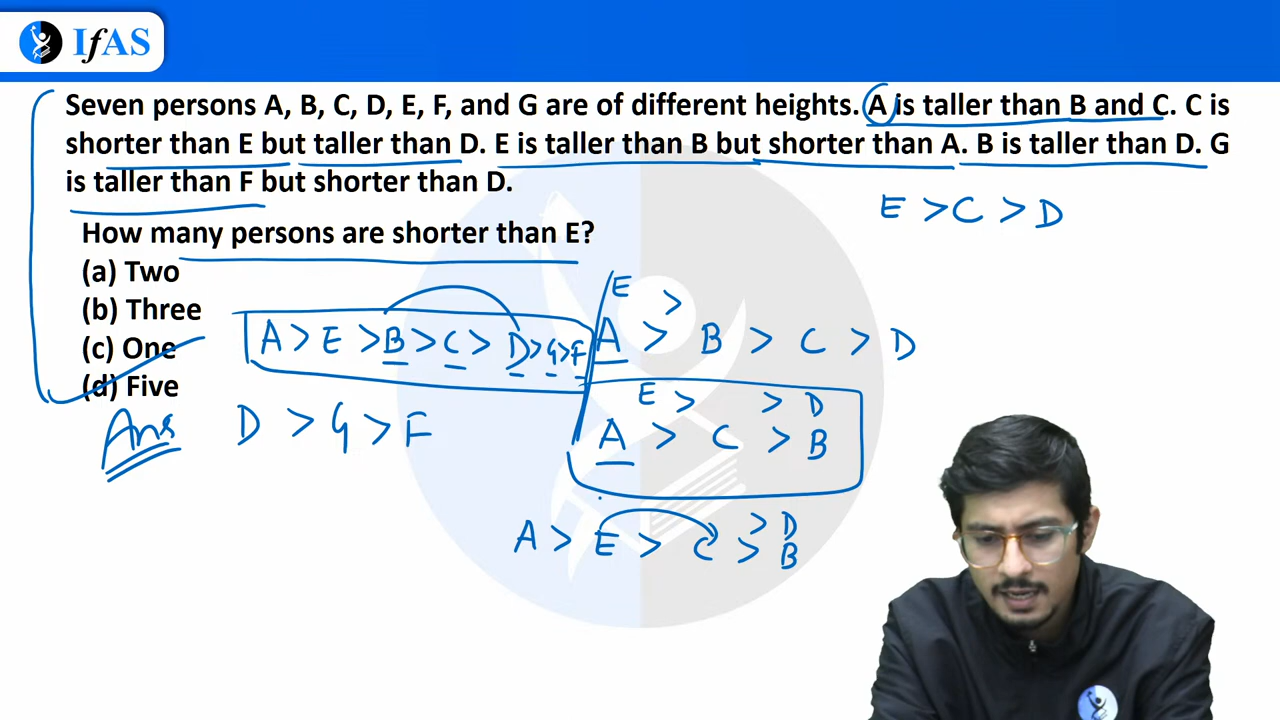 IfAS
Seven persons A, B, C, D, E, F, and G are of different heights. A is taller than B and C. C is
shorter than E but taller than D. E is taller than B but shorter than A. B is taller than D. G
is taller than F but shorter than D.
E > C > D
How many persons are shorter than E?
(a) Two
(b) Three
(c) One
(d) Five
A > E > B > C > D > G > F
E >
A > B > C > D
Ans
D > G > F
E > > D
A > C > B
A > E > C > D
> B